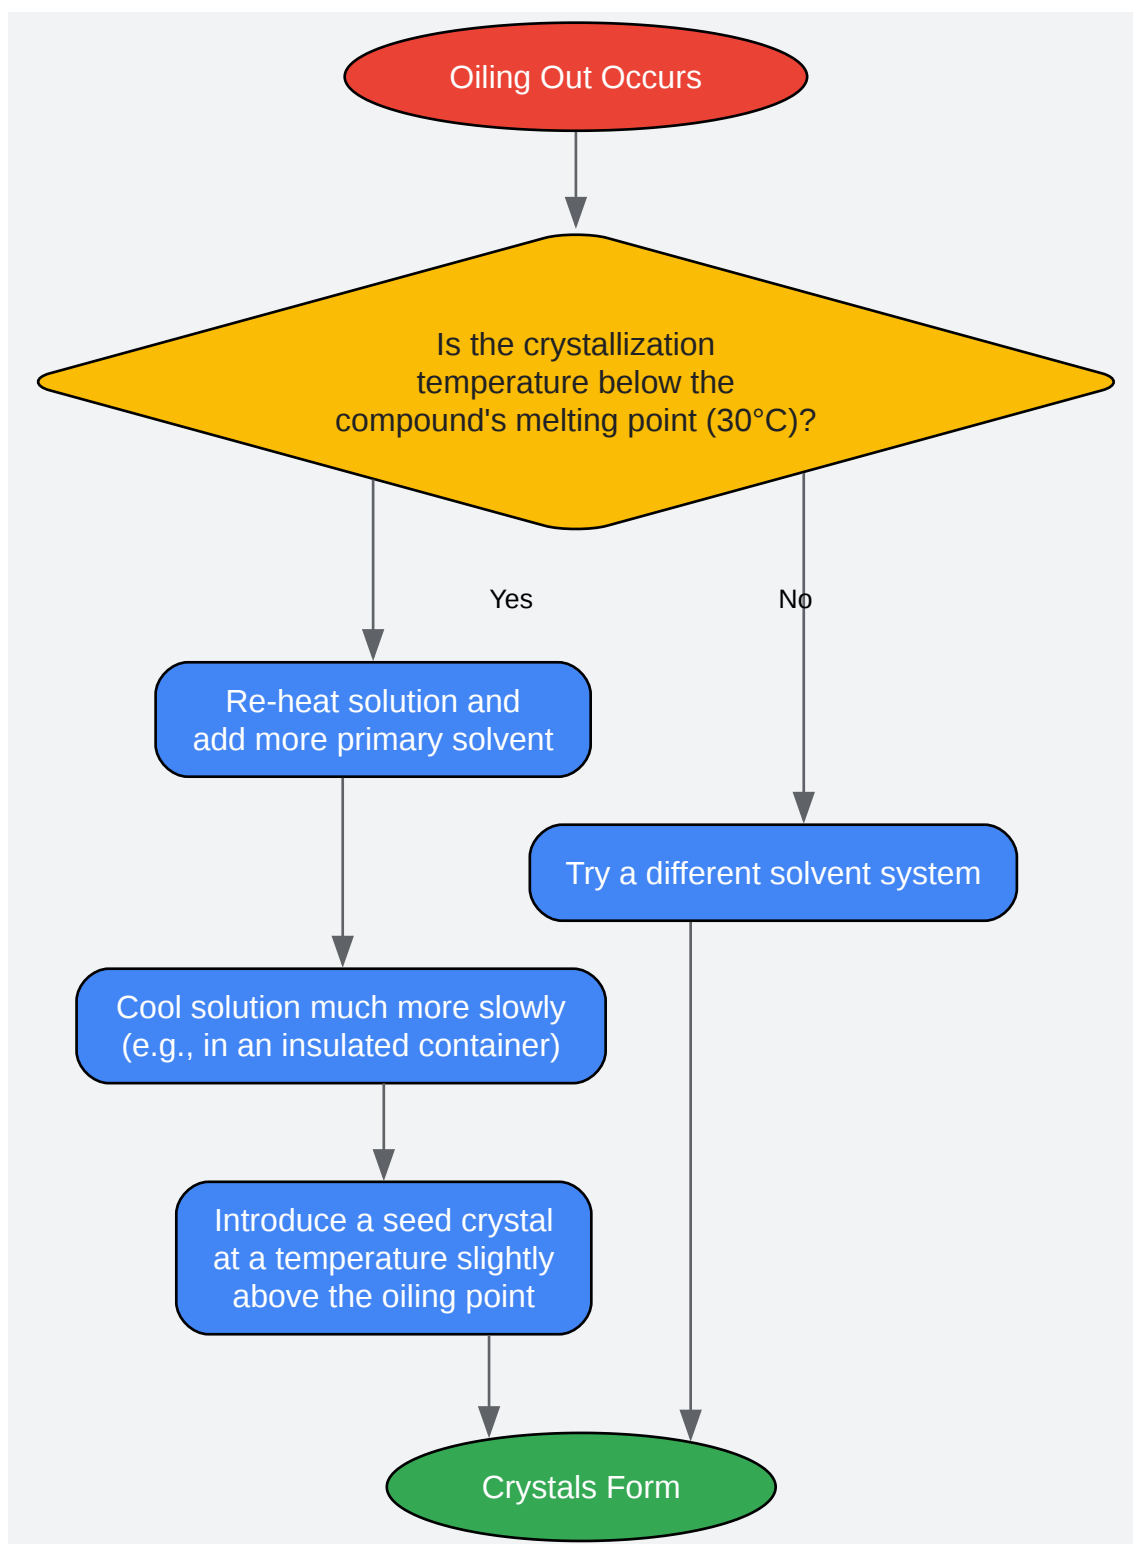 Oiling Out Occurs
Is the crystallization
temperature below the
compound's melting point (30°C)?
Yes
No
Re-heat solution and
add more primary solvent
Try a different solvent system
Cool solution much more slowly
(e.g., in an insulated container)
Introduce a seed crystal
at a temperature slightly
above the oiling point
Crystals Form